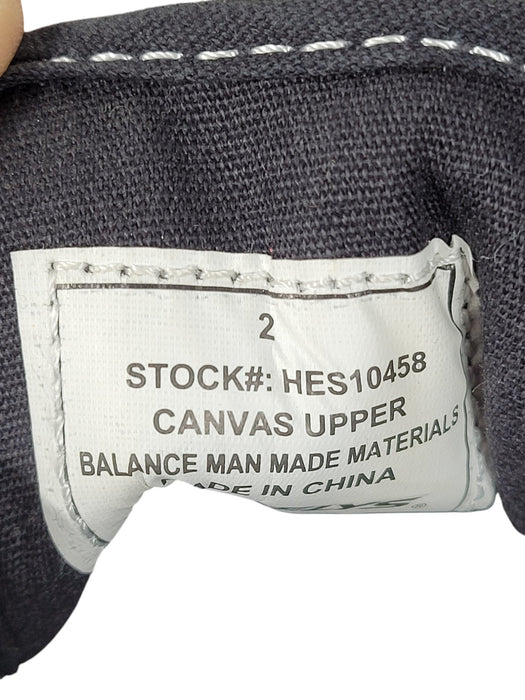 2
STOCK#: HES10458
CANVAS UPPER
BALANCE MAN MADE MATERIALS
MADE IN CHINA